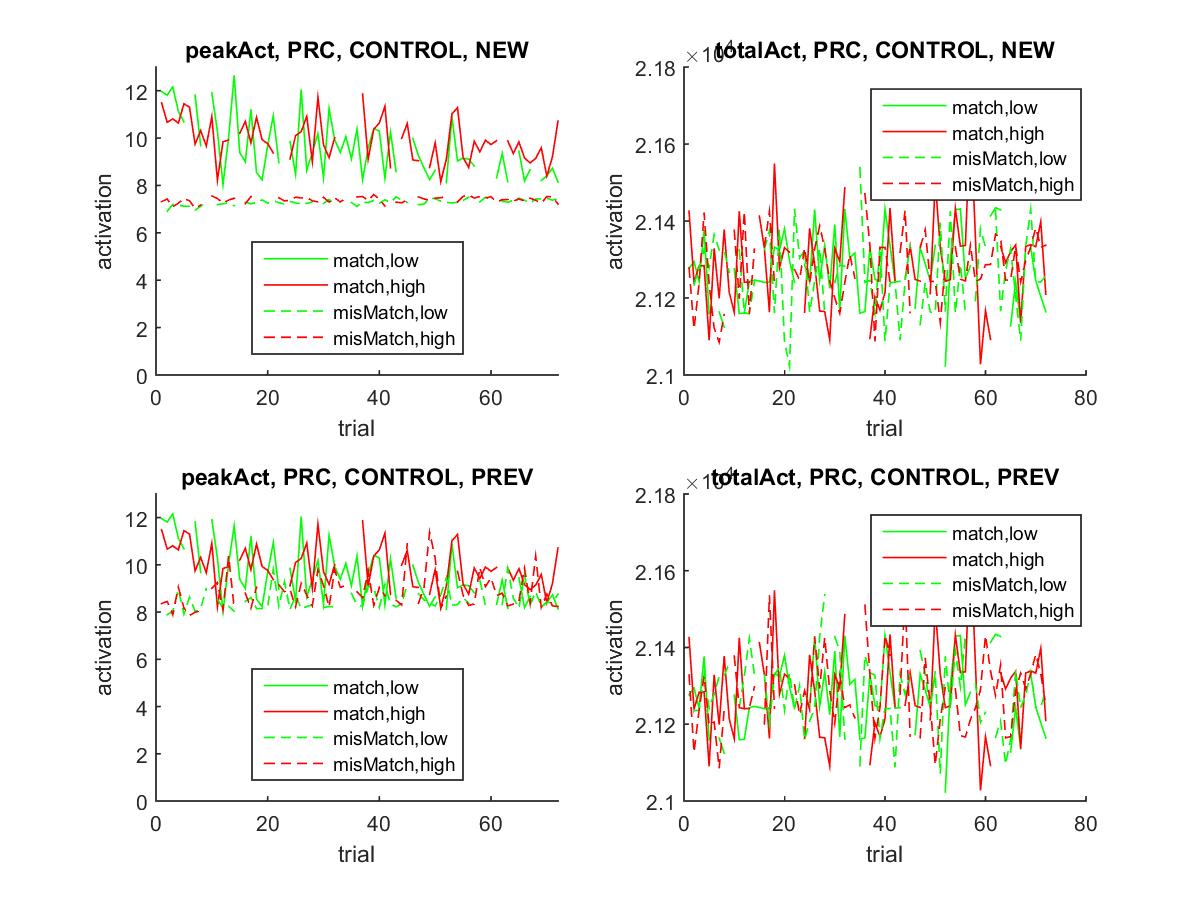 peakAct, PRC, CONTROL, NEW
12
10
8
6
4
2
0
0 20 40 60
activation
trial
match,low
match,high
misMatch,low
misMatch,high
totalAct, PRC, CONTROL, NEW
×10⁴
2.18
2.16
2.14
2.12
2.1
0 20 40 60 80
activation
trial
match,low
match,high
misMatch,low
misMatch,high
peakAct, PRC, CONTROL, PREV
12
10
8
6
4
2
0
0 20 40 60
activation
trial
match,low
match,high
misMatch,low
misMatch,high
totalAct, PRC, CONTROL, PREV
×10⁴
2.18
2.16
2.14
2.12
2.1
0 20 40 60 80
activation
trial
match,low
match,high
misMatch,low
misMatch,high